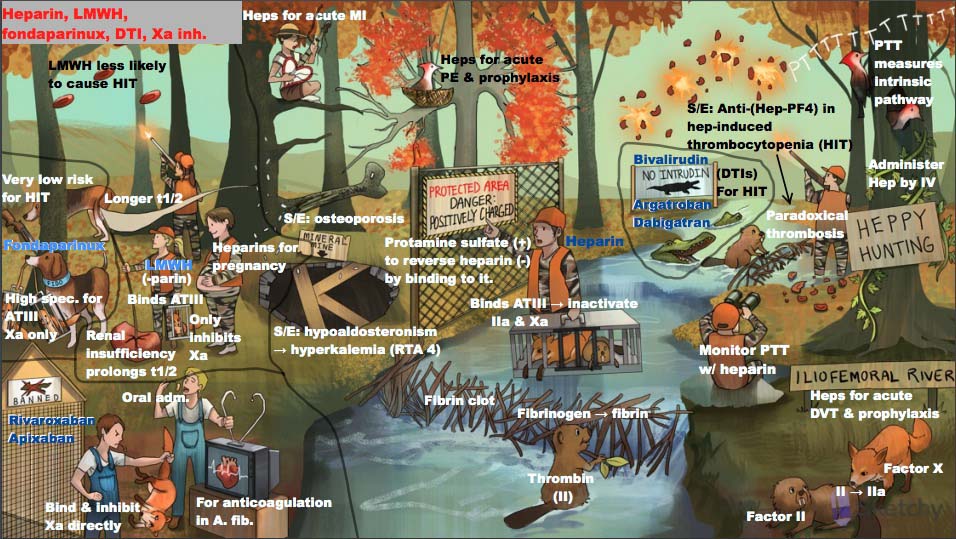 Heparin, LMWH,
fondaparinux, DTI, Xa inh.
Heps for acute MI
LMWH less likely
to cause HIT
Heps for acute
PE & prophylaxis
PTTTTT TTTTTT
PTT
measures
intrinsic
pathway
S/E: Anti-(Hep-PF4) in
hep-induced
thrombocytopenia (HIT)
Very low risk
for HIT
Longer t1/2
PROTECTED AREA
DANGER:
POSITIVELY CHARGED
Bivalirudin
NO INTRUDIN
(DTIs)
For HIT
Argatroban
Dabigatran
Administer
Hep by IV
S/E: osteoporosis
Paradoxical
thrombosis
HEPPY
HUNTING
MINERAL
MINE
K
Fondaparinux
LMWH
(-parin)
Heparins for
pregnancy
Protamine sulfate (+)
to reverse heparin (-)
by binding to it.
Heparin
High spec. for
ATIII
Xa only
Binds ATIII
Only
inhibits
Xa
Binds ATIII → inactivate
IIa & Xa
Renal
insufficiency
prolongs t1/2
S/E: hypoaldosteronism
→ hyperkalemia (RTA 4)
Monitor PTT
w/ heparin
ILIOFEMORAL RIVER
Heps for acute
DVT & prophylaxis
BANNED
Oral adm.
Fibrin clot
Fibrinogen → fibrin
Rivaroxaban
Apixaban
Thrombin
(II)
Factor X
II → IIa
Bind & inhibit
Xa directly
For anticoagulation
in A. fib.
Factor II
sketchy